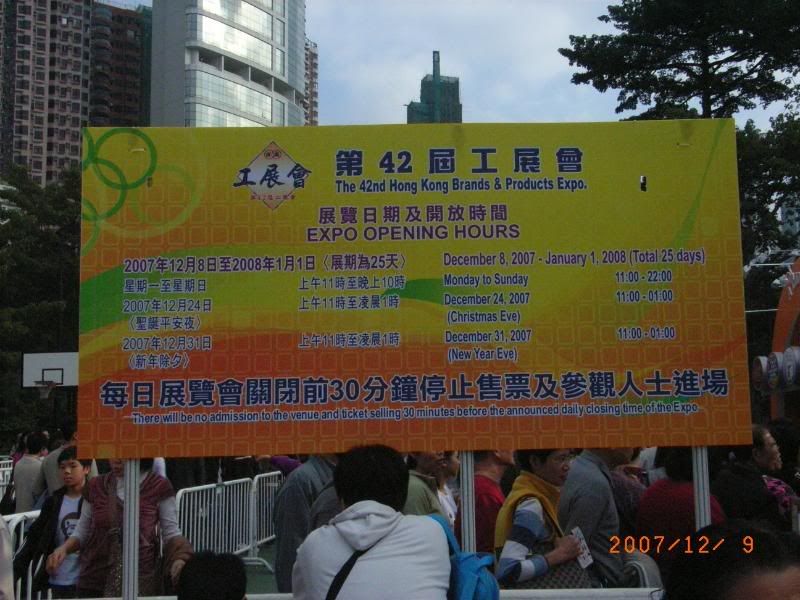 工展會
第42屆工展會
The 42nd Hong Kong Brands & Products Expo.
展覽日期及開放時間
EXPO OPENING HOURS
2007年12月8日至2008年1月1日〈展期為25天〉 December 8, 2007 - January 1, 2008 (Total 25 days)
星期一至星期日 上午11時至晚上10時 Monday to Sunday 11:00 - 22:00
2007年12月24日 上午11時至凌晨1時 December 24, 2007 11:00 - 01:00
〈聖誕平安夜〉 (Christmas Eve)
2007年12月31日 上午11時至凌晨1時 December 31, 2007 11:00 - 01:00
〈新年除夕〉 (New Year Eve)
每日展覽會關閉前30分鐘停止售票及參觀人士進場
There will be no admission to the venue and ticket selling 30 minutes before the announced daily closing time of the Expo
2007/12/ 9